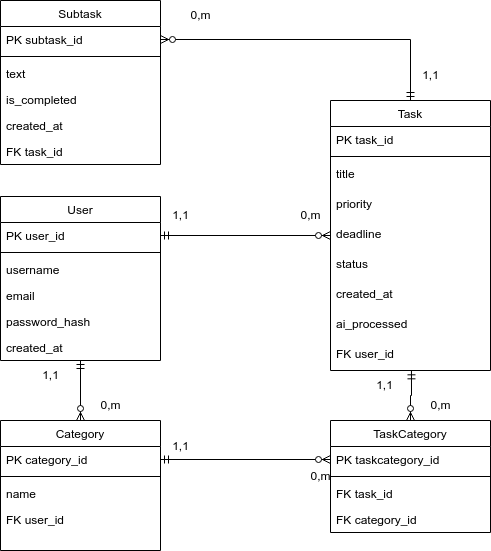 Subtask
PK subtask_id
text
is_completed
created_at
FK task_id
0,m
1,1
Task
PK task_id
title
priority
deadline
status
created_at
ai_processed
FK user_id
User
PK user_id
username
email
password_hash
created_at
1,1
0,m
1,1
0,m
1,1
0,m
Category
PK category_id
name
FK user_id
1,1
0,m
TaskCategory
PK taskcategory_id
FK task_id
FK category_id